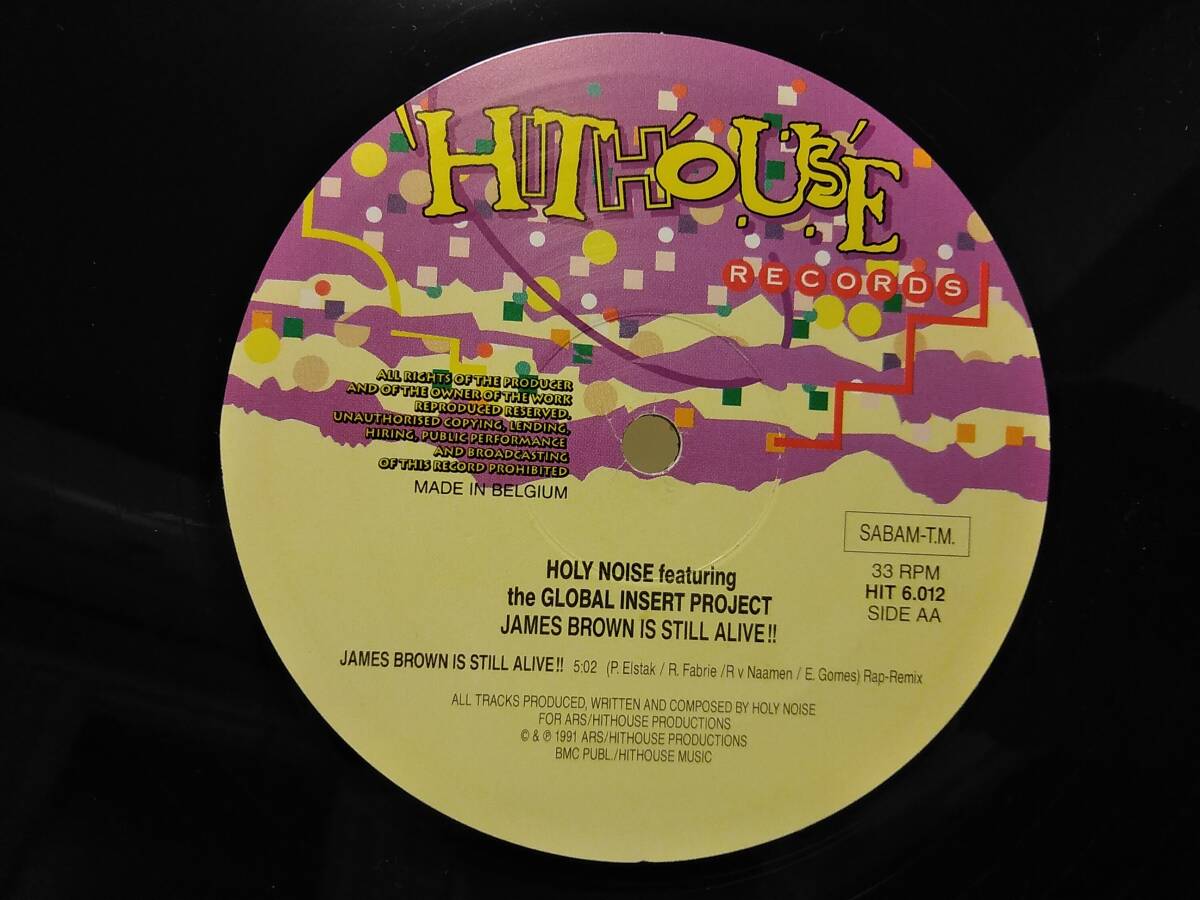 HITHOUSE
RECORDS
ALL RIGHTS OF THE PRODUCER
AND OF THE OWNER OF THE WORK
REPRODUCED RESERVED.
UNAUTHORISED COPYING, LENDING,
HIRING, PUBLIC PERFORMANCE
AND BROADCASTING
OF THIS RECORD PROHIBITED
MADE IN BELGIUM
SABAM-T.M.
33 RPM
HIT 6.012
SIDE AA
HOLY NOISE featuring
the GLOBAL INSERT PROJECT
JAMES BROWN IS STILL ALIVE!!
JAMES BROWN IS STILL ALIVE!! 5:02 (P. Elstak / R. Fabrie /R v Naamen / E. Gomes) Rap-Remix
ALL TRACKS PRODUCED, WRITTEN AND COMPOSED BY HOLY NOISE
FOR ARS/HITHOUSE PRODUCTIONS
© & ℗ 1991 ARS/HITHOUSE PRODUCTIONS
BMC PUBL./HITHOUSE MUSIC